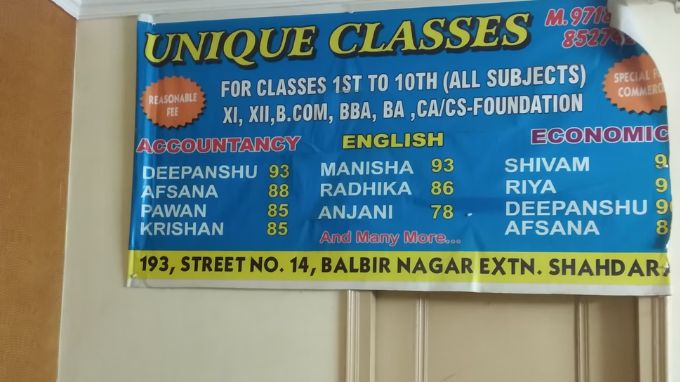 UNIQUE CLASSES
REASONABLE FEE
FOR CLASSES 1ST TO 10TH (ALL SUBJECTS)
XI, XII,B.COM, BBA, BA ,CA/CS-FOUNDATION
SPECIAL
ACCOUNTANCY
DEEPANSHU 93
AFSANA 88
PAWAN 85
KRISHAN 85
ENGLISH
MANISHA 93
RADHIKA 86
ANJANI 78
And Many More...
ECONOMIC
SHIVAM
RIYA
DEEPANSHU
AFSANA
193, STREET NO. 14, BALBIR NAGAR EXTN. SHAHDARA